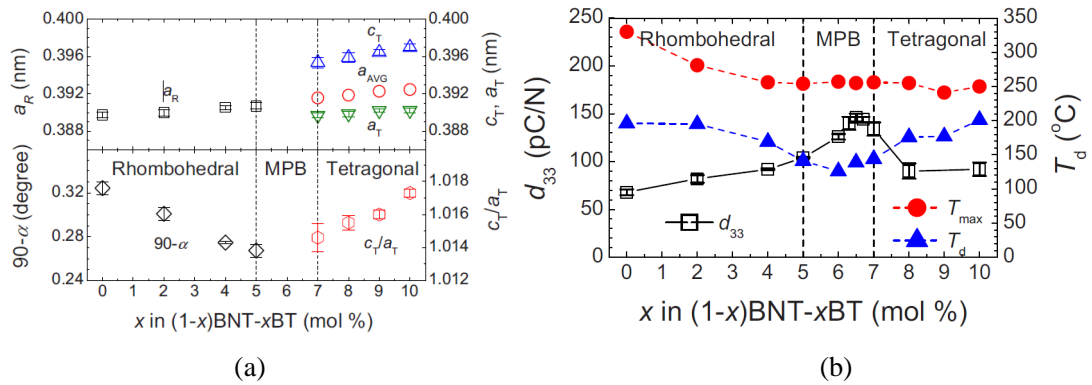 0.400
0.396
0.392
0.388
a_R (nm)
c_T
a_AVG
a_R
a_T
0.400
0.396
0.392
0.388
c_T, a_T (nm)
Rhombohedral MPB Tetragonal
0.32
0.28
0.24
90-α (degree)
90-α
c_T/a_T
1.018
1.016
1.014
1.012
c_T/a_T
0 1 2 3 4 5 6 7 8 9 10
x in (1-x)BNT-xBT (mol %)
(a)
250
200
150
100
50
0
d_33 (pC/N)
Rhombohedral MPB Tetragonal
d_33
T_max
T_d
350
300
250
200
150
100
50
0
T_d (°C)
0 1 2 3 4 5 6 7 8 9 10
x in (1-x)BNT-xBT (mol %)
(b)